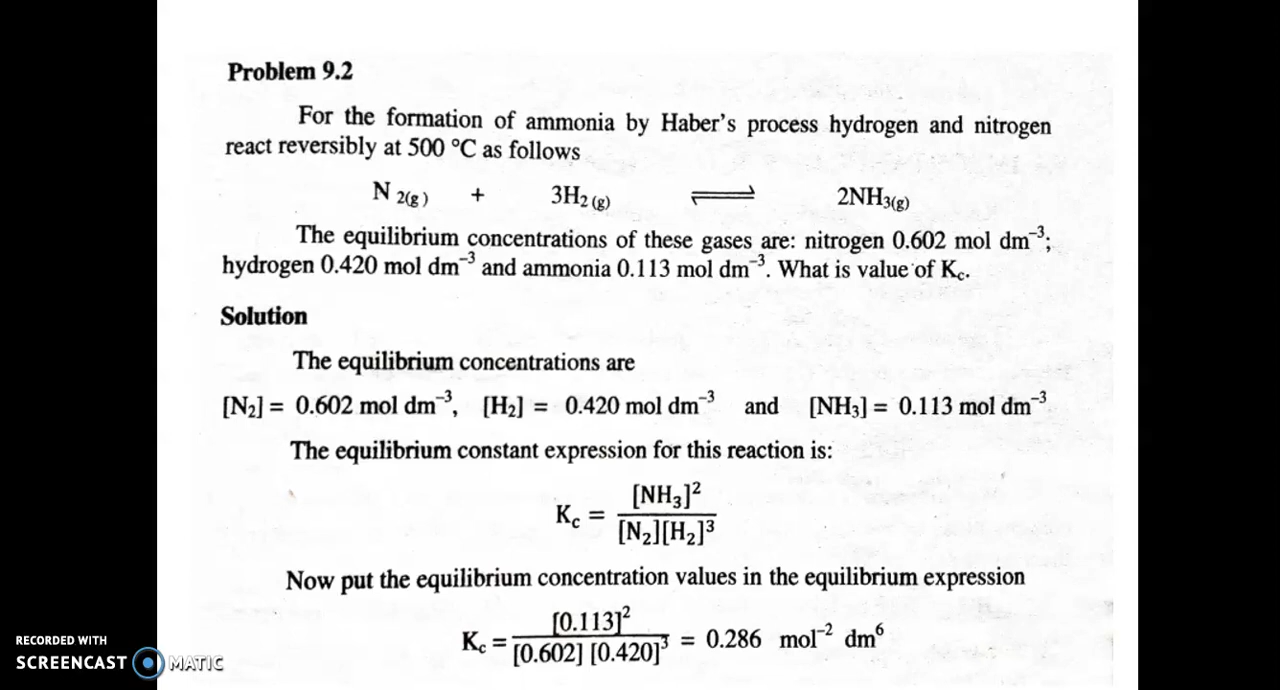 Problem 9.2
For the formation of ammonia by Haber's process hydrogen and nitrogen
react reversibly at 500 °C as follows
N 2(g) + 3H2 (g) ⇌ 2NH3(g)
The equilibrium concentrations of these gases are: nitrogen 0.602 mol dm⁻³;
hydrogen 0.420 mol dm⁻³ and ammonia 0.113 mol dm⁻³. What is value of Kc.
Solution
The equilibrium concentrations are
[N₂] = 0.602 mol dm⁻³, [H₂] = 0.420 mol dm⁻³ and [NH₃] = 0.113 mol dm⁻³
The equilibrium constant expression for this reaction is:
Kc = [NH₃]² / [N₂][H₂]³
Now put the equilibrium concentration values in the equilibrium expression
Kc = [0.113]² / [0.602] [0.420]³ = 0.286 mol⁻² dm⁶
RECORDED WITH
SCREENCAST MATIC